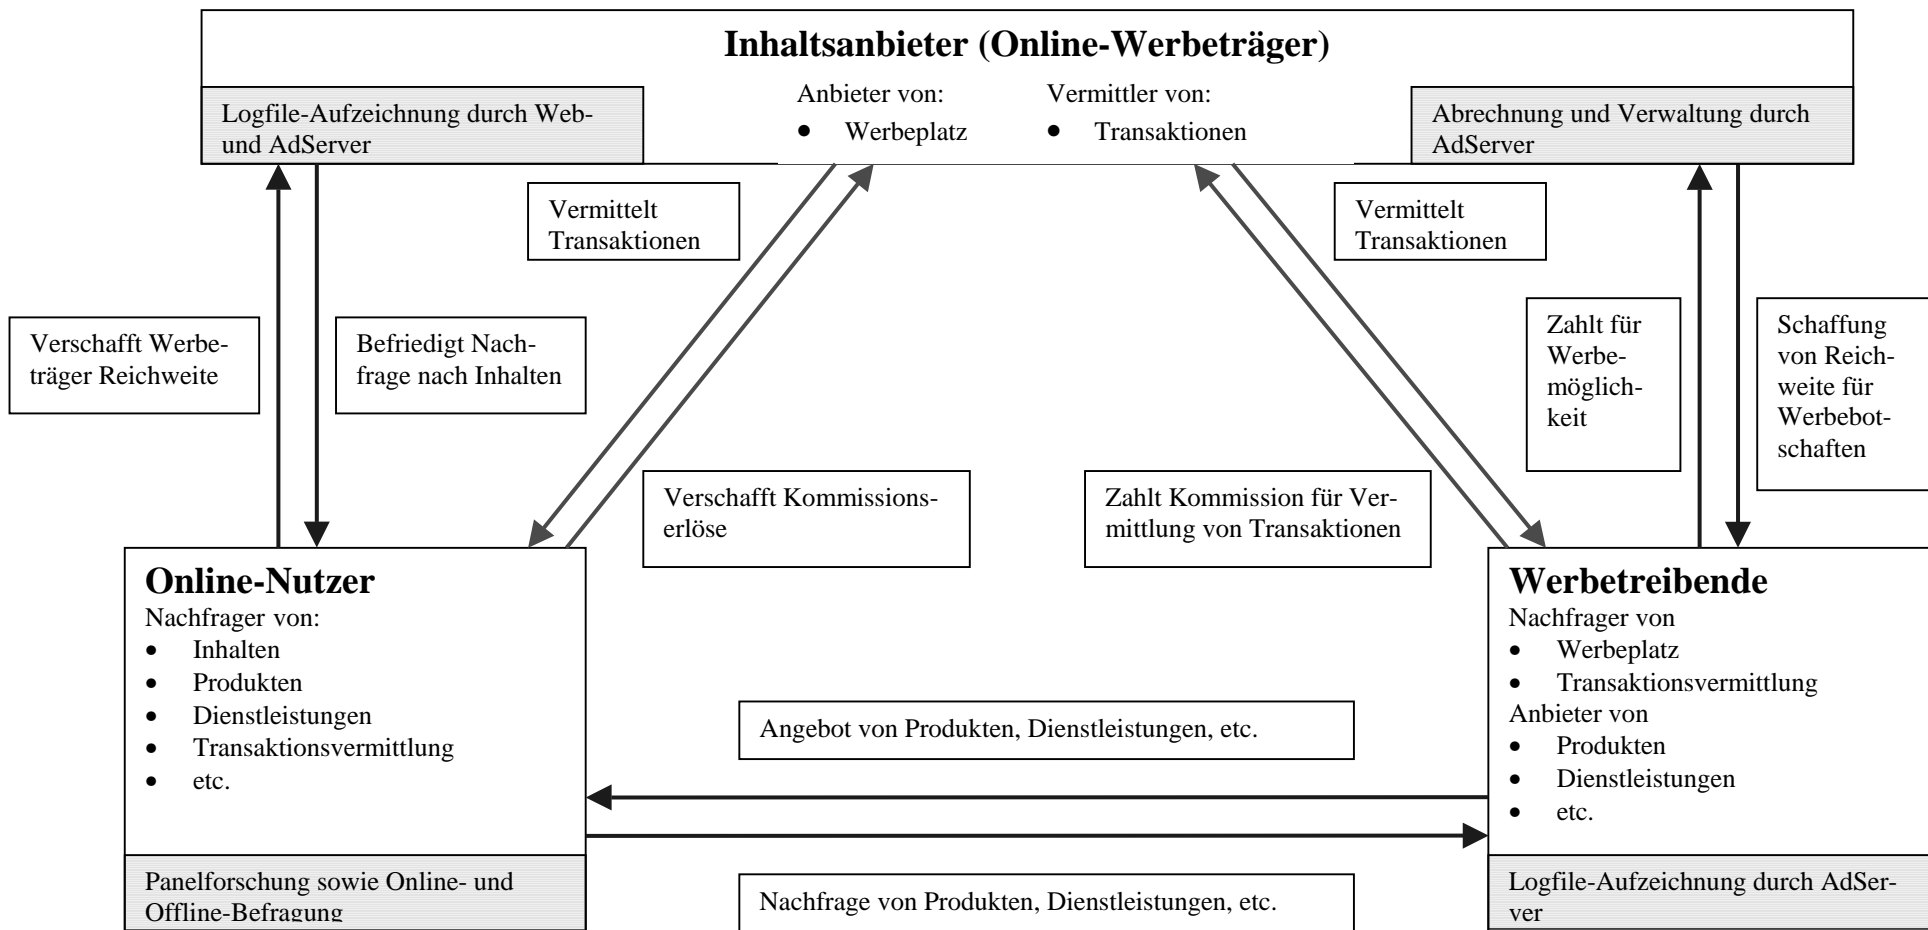 Inhaltsanbieter (Online-Werbeträger)
Logfile-Aufzeichnung durch Web-
und AdServer
Anbieter von:
• Werbeplatz
Vermittler von:
• Transaktionen
Abrechnung und Verwaltung durch
AdServer
Vermittelt
Transaktionen
Vermittelt
Transaktionen
Verschafft Werbe-
träger Reichweite
Befriedigt Nach-
frage nach Inhalten
Zahlt für
Werbe-
möglich-
keit
Schaffung
von Reich-
weite für
Werbebot-
schaften
Verschafft Kommissions-
erlöse
Zahlt Kommission für Ver-
mittlung von Transaktionen
Online-Nutzer
Nachfrager von:
• Inhalten
• Produkten
• Dienstleistungen
• Transaktionsvermittlung
• etc.
Panelforschung sowie Online- und
Offline-Befragung
Angebot von Produkten, Dienstleistungen, etc.
Nachfrage von Produkten, Dienstleistungen, etc.
Werbetreibende
Nachfrager von
• Werbeplatz
• Transaktionsvermittlung
Anbieter von
• Produkten
• Dienstleistungen
• etc.
Logfile-Aufzeichnung durch AdSer-
ver